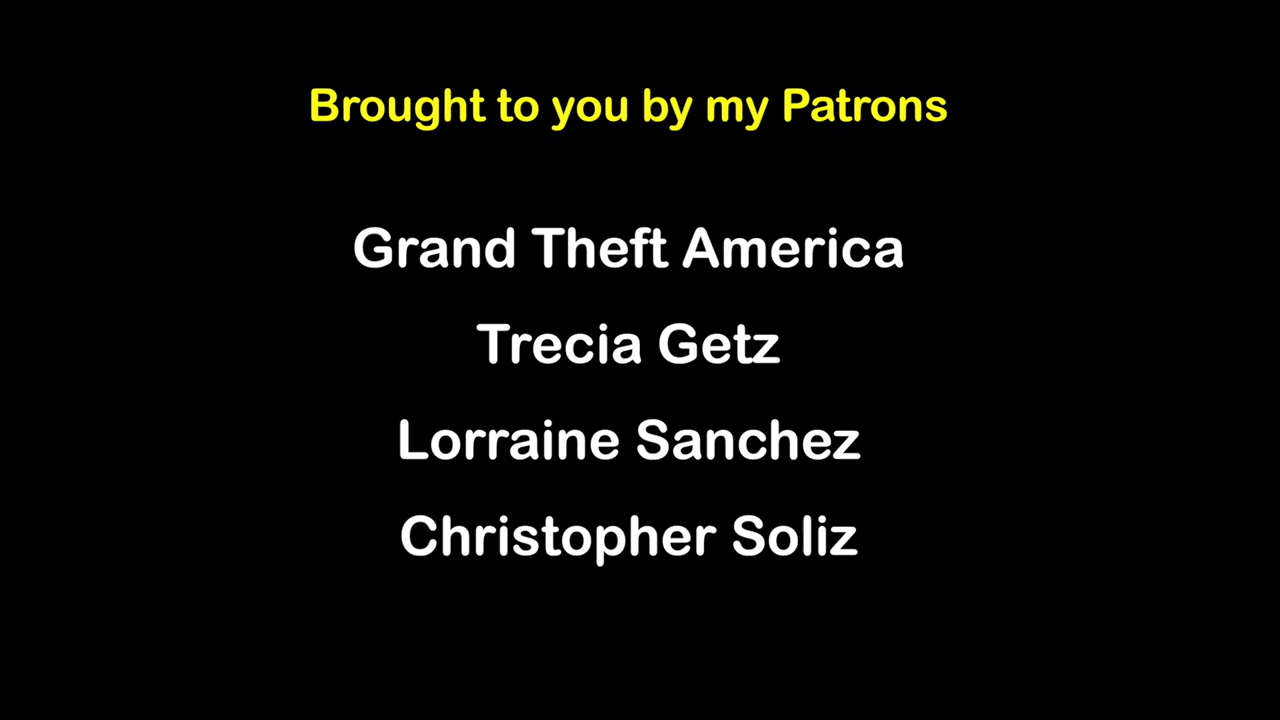 Brought to you by my Patrons
Grand Theft America
Trecia Getz
Lorraine Sanchez
Christopher Soliz